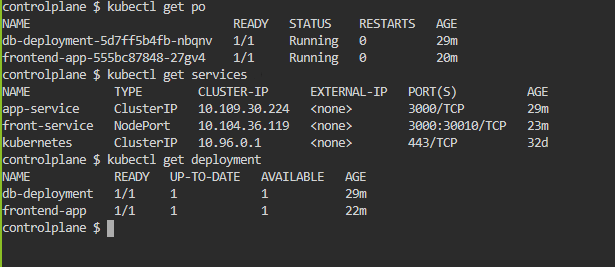 controlplane $ kubectl get po
NAME READY STATUS RESTARTS AGE
db-deployment-5d7ff5b4fb-nbqnv 1/1 Running 0 29m
frontend-app-555bc87848-27gv4 1/1 Running 0 20m
controlplane $ kubectl get services
NAME TYPE CLUSTER-IP EXTERNAL-IP PORT(S) AGE
app-service ClusterIP 10.109.30.224 <none> 3000/TCP 29m
front-service NodePort 10.104.36.119 <none> 3000:30010/TCP 23m
kubernetes ClusterIP 10.96.0.1 <none> 443/TCP 32d
controlplane $ kubectl get deployment
NAME READY UP-TO-DATE AVAILABLE AGE
db-deployment 1/1 1 1 29m
frontend-app 1/1 1 1 22m
controlplane $